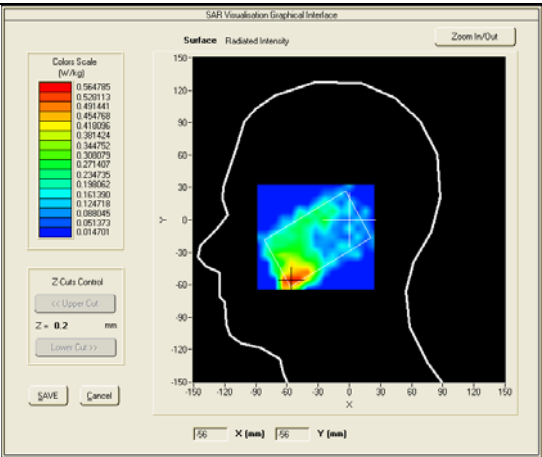 SAR Visualisation Graphical Interface
Surface Radiated Intensity
Zoom In/Out
Colors Scale
(W/kg)
0.564785
0.528113
0.491441
0.454768
0.418096
0.381424
0.344752
0.308079
0.271407
0.234735
0.198062
0.161390
0.124718
0.088045
0.051373
0.014701
Z-Cuts Control
<< Upper Cut
Z = 0.2 mm
Lower Cut >>
SAVE Cancel
150-
120-
90-
60-
30-
Y 0-
-30-
-60-
-90-
-120-
-150-
-150 -120 -90 -60 -30 0 30 60 90 120 150
X
-56 X (mm) -56 Y (mm)